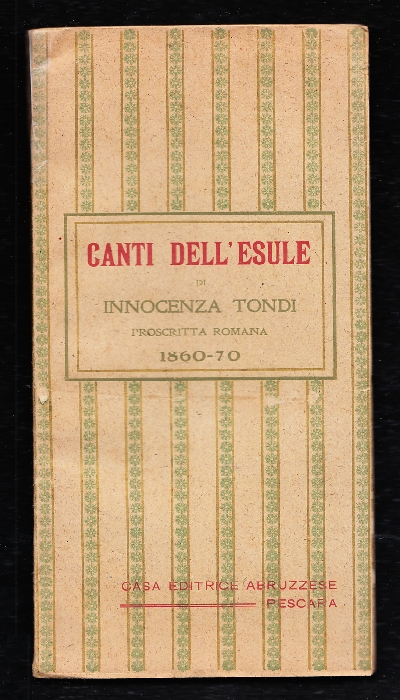 CANTI DELL'ESULE
DI
INNOCENZA TONDI
PROSCRITTA ROMANA
1860-70
CASA EDITRICE ABRUZZESE
PESCARA